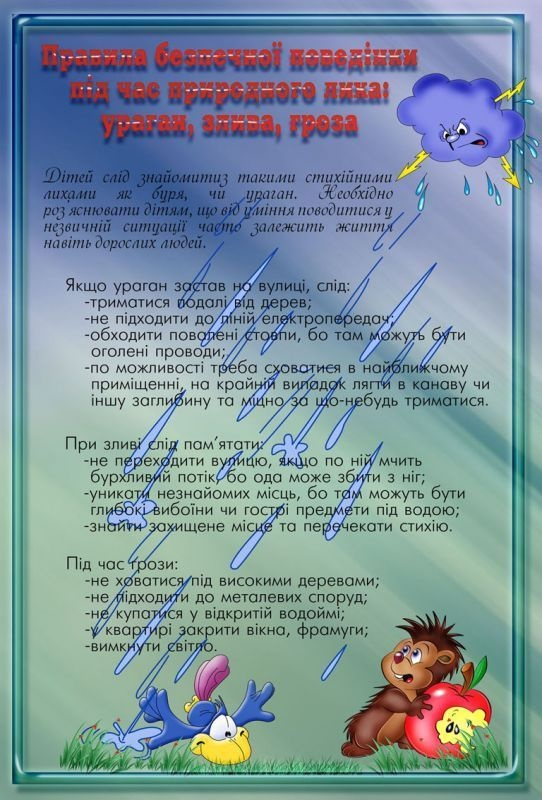 Правила безпечної поведінки
під час природного лиха:
ураган, злива, гроза
Дітей слід знайомитиз такими стихійними
лихами як буря, чи ураган. Необхідно
роз яснювати дітям, що від уміння поводитися у
незвичній ситуації часто залежить життя
навіть дорослих людей.
Якщо ураган застав на вулиці, слід:
-триматися подалі від дерев;
-не підходити до ліній електропередач;
-обходити повалені стовпи, бо там можуть бути
оголені проводи;
-по можливості треба сховатися в найближчому
приміщенні, на крайній випадок лягти в канаву чи
іншу заглибину та міцно за що-небудь триматися.
При зливі слід пам’ятати:
-не переходити вулицю, якщо по ній мчить
бурхливий потік, бо ода може збити з ніг;
-уникати незнайомих місць, бо там можуть бути
глибокі вибоїни чи гострі предмети під водою;
-знайти захищене місце та перечекати стихію.
Під час грози:
-не ховатися під високими деревами;
-не підходити до металевих споруд;
-не купатися у відкритій водоймі;
-у квартирі закрити вікна, фрамуги;
-вимкнути світло.